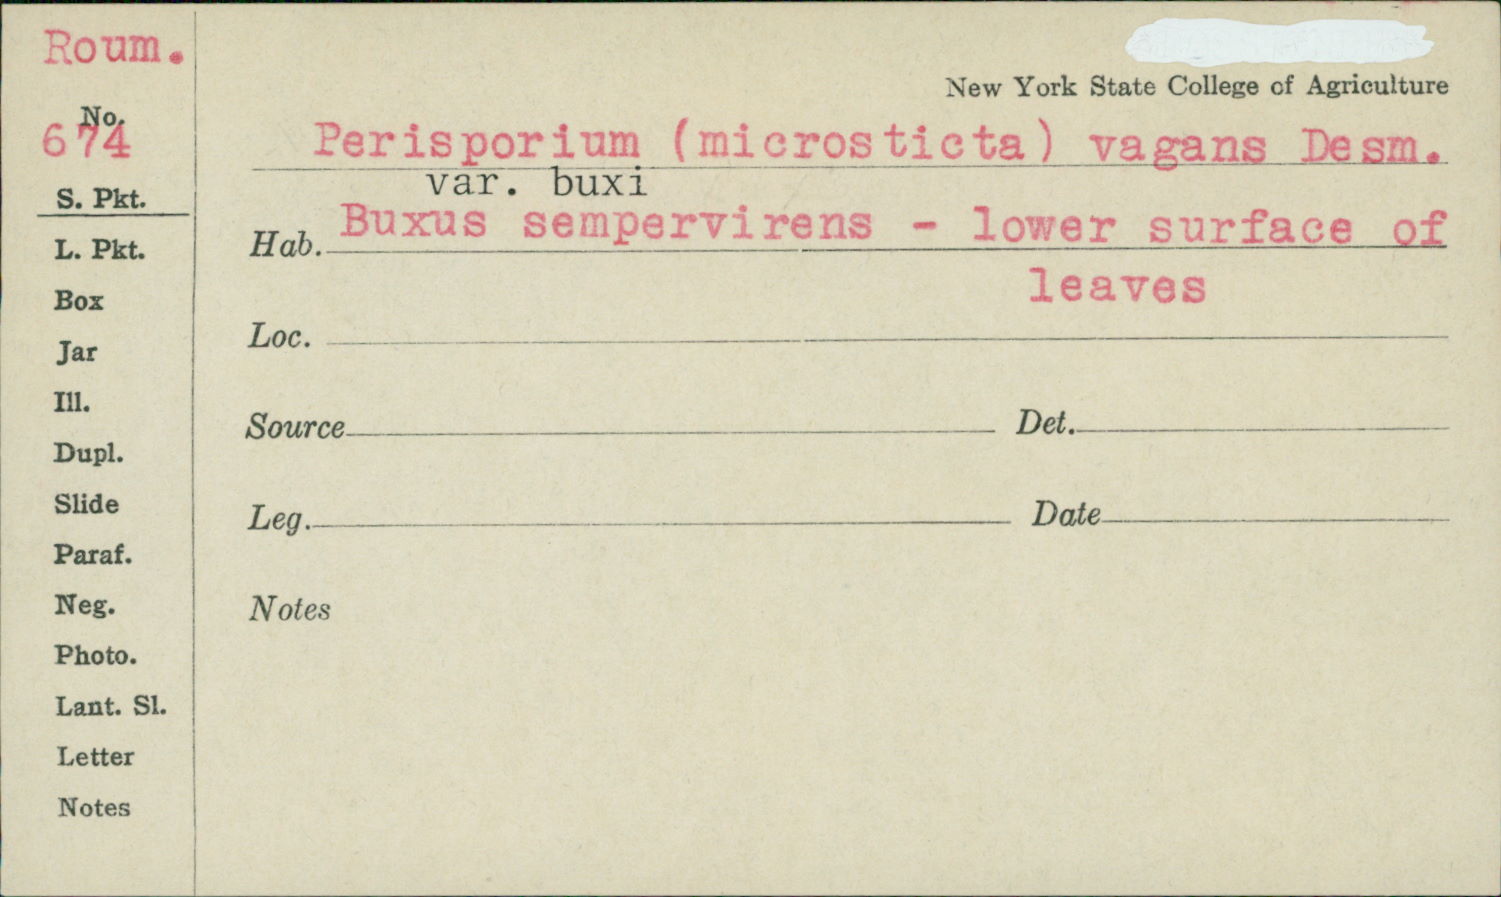 Roum.
New York State College of Agriculture
No.
674
Perisporium (microsticta) vagans Desm.
var. buxi
S. Pkt.
Hab. Buxus sempervirens - lower surface of
leaves
L. Pkt.
Box
Loc.
Jar
Ill.
Source Det.
Dupl.
Slide
Leg. Date
Paraf.
Neg.
Notes
Photo.
Lant. Sl.
Letter
Notes